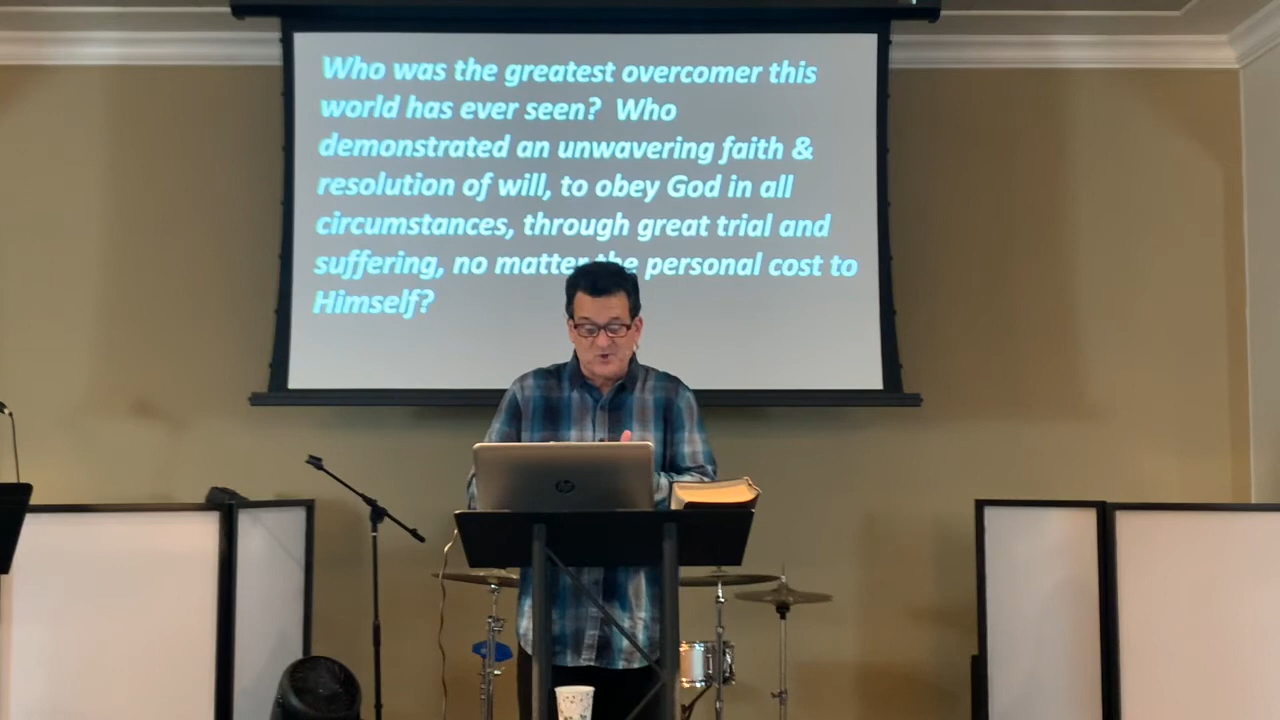 Who was the greatest overcomer this
world has ever seen?  Who
demonstrated an unwavering faith &
resolution of will, to obey God in all
circumstances, through great trial and
suffering, no matter the personal cost to
Himself?
hp